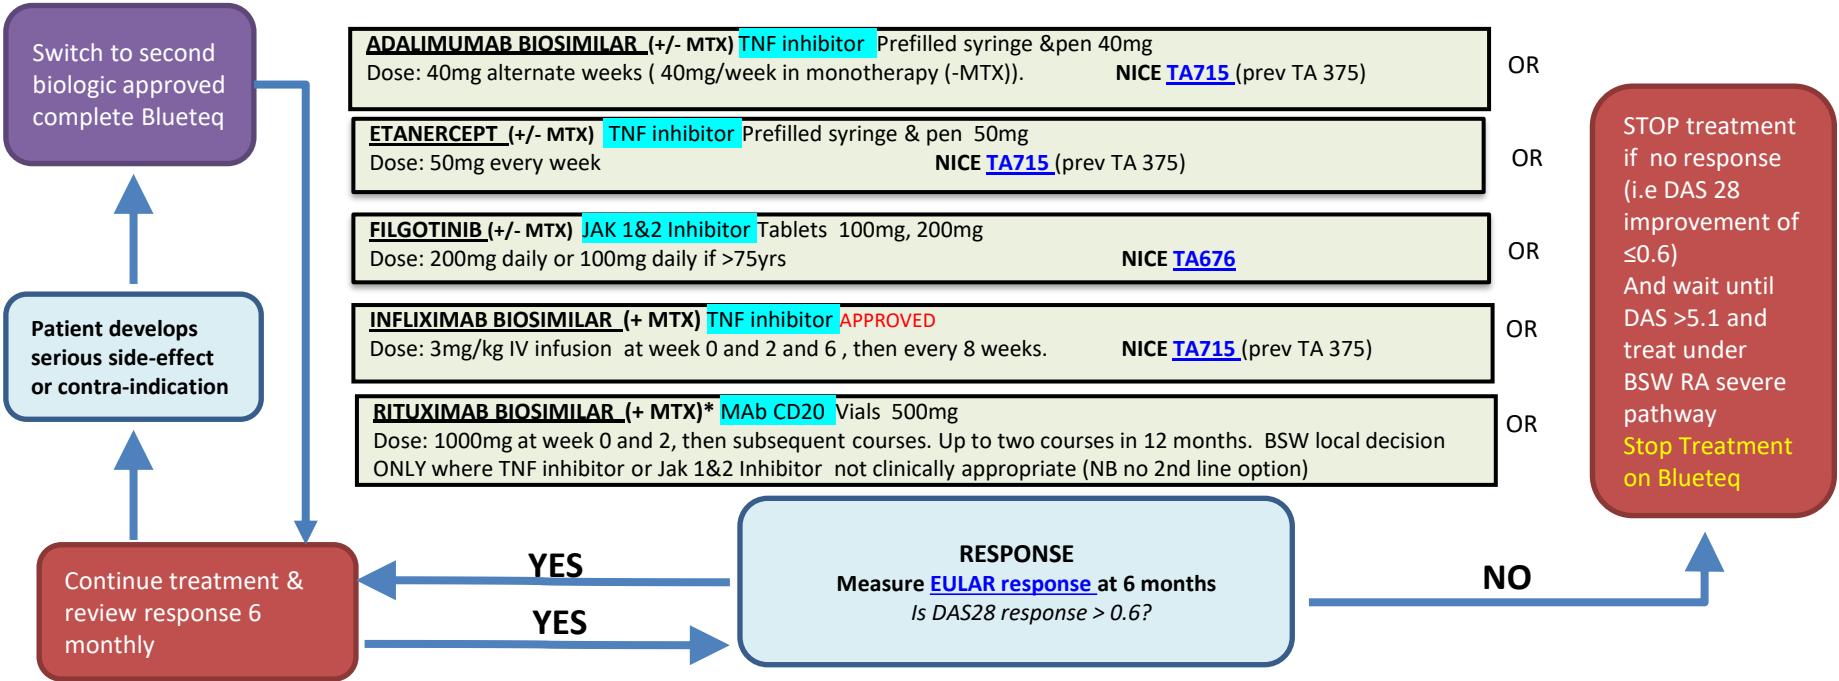 Switch to second
biologic approved
complete Blueteq
ADALIMUMAB BIOSIMILAR (+/- MTX) TNF inhibitor Prefilled syringe &pen 40mg
Dose: 40mg alternate weeks ( 40mg/week in monotherapy (-MTX)). NICE TA715 (prev TA 375)
OR
ETANERCEPT (+/- MTX) TNF inhibitor Prefilled syringe & pen 50mg
Dose: 50mg every week NICE TA715 (prev TA 375)
OR
FILGOTINIB (+/- MTX) JAK 1&2 Inhibitor Tablets 100mg, 200mg
Dose: 200mg daily or 100mg daily if >75yrs NICE TA676
OR
INFLIXIMAB BIOSIMILAR (+ MTX) TNF inhibitor APPROVED
Dose: 3mg/kg IV infusion at week 0 and 2 and 6 , then every 8 weeks. NICE TA715 (prev TA 375)
OR
RITUXIMAB BIOSIMILAR (+ MTX)* MAb CD20 Vials 500mg
Dose: 1000mg at week 0 and 2, then subsequent courses. Up to two courses in 12 months. BSW local decision
ONLY where TNF inhibitor or Jak 1&2 Inhibitor not clinically appropriate (NB no 2nd line option)
OR
STOP treatment
if no response
(i.e DAS 28
improvement of
≤0.6)
And wait until
DAS >5.1 and
treat under
BSW RA severe
pathway
Stop Treatment
on Blueteq
Patient develops
serious side-effect
or contra-indication
Continue treatment &
review response 6
monthly
YES
YES
RESPONSE
Measure EULAR response at 6 months
Is DAS28 response > 0.6?
NO